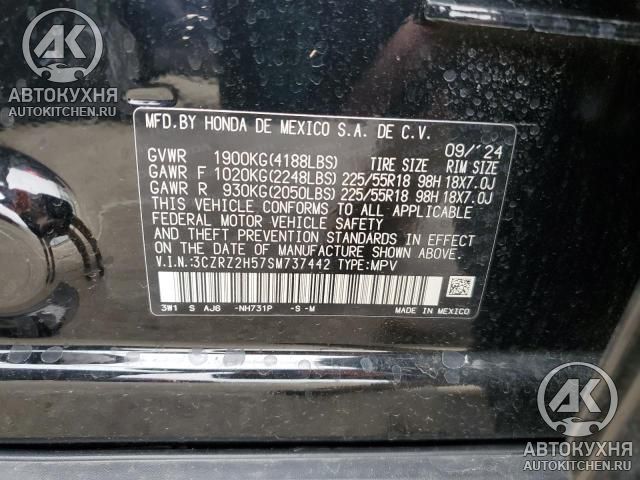 АК
АВТОКУХНЯ
AUTOKITCHEN.RU
MFD.BY HONDA DE MEXICO S.A. DE C.V.
09/'24
GVWR 1900KG(4188LBS) TIRE SIZE RIM SIZE
GAWR F 1020KG(2248LBS) 225/55R18 98H 18X7.0J
GAWR R 930KG(2050LBS) 225/55R18 98H 18X7.0J
THIS VEHICLE CONFORMS TO ALL APPLICABLE
FEDERAL MOTOR VEHICLE SAFETY
AND THEFT PREVENTION STANDARDS IN EFFECT
ON THE DATE OF MANUFACTURE SHOWN ABOVE.
V.I.N.:3CZRZ2H57SM737442 TYPE:MPV
3W1 S AJ6 -NH731P -S-M MADE IN MEXICO
АК
АВТОКУХНЯ
AUTOKITCHEN.RU